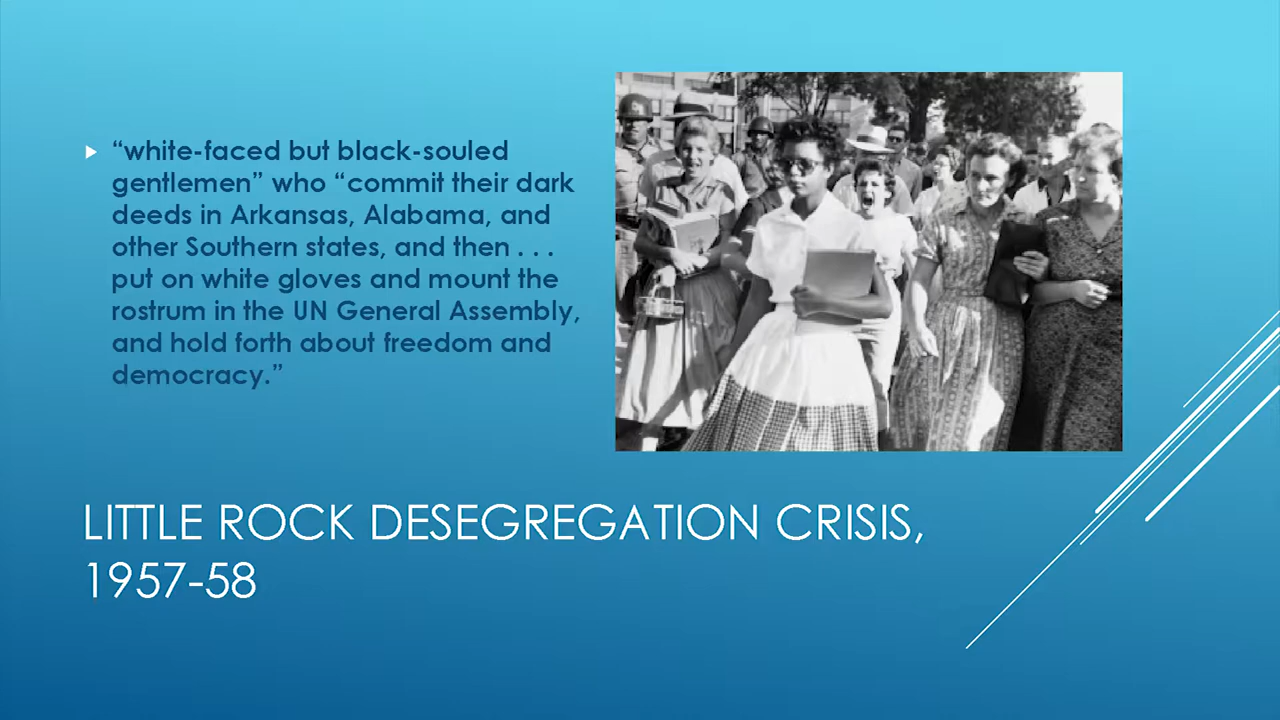 “white-faced but black-souled
gentlemen” who “commit their dark
deeds in Arkansas, Alabama, and
other Southern states, and then . . .
put on white gloves and mount the
rostrum in the UN General Assembly,
and hold forth about freedom and
democracy.”
LITTLE ROCK DESEGREGATION CRISIS,
1957-58